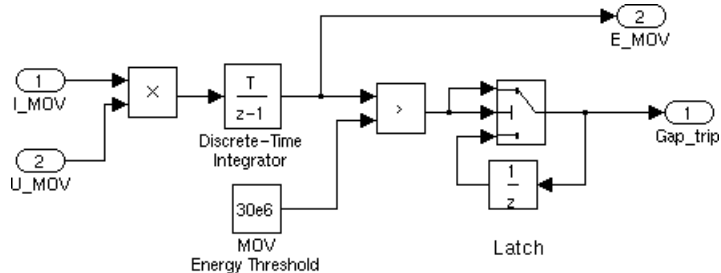 2
E_MOV
1
I_MOV
×
T
z−1
Discrete−Time
Integrator
>
1
Gap_trip
2
U_MOV
1
z
30e6
MOV
Energy Threshold
Latch